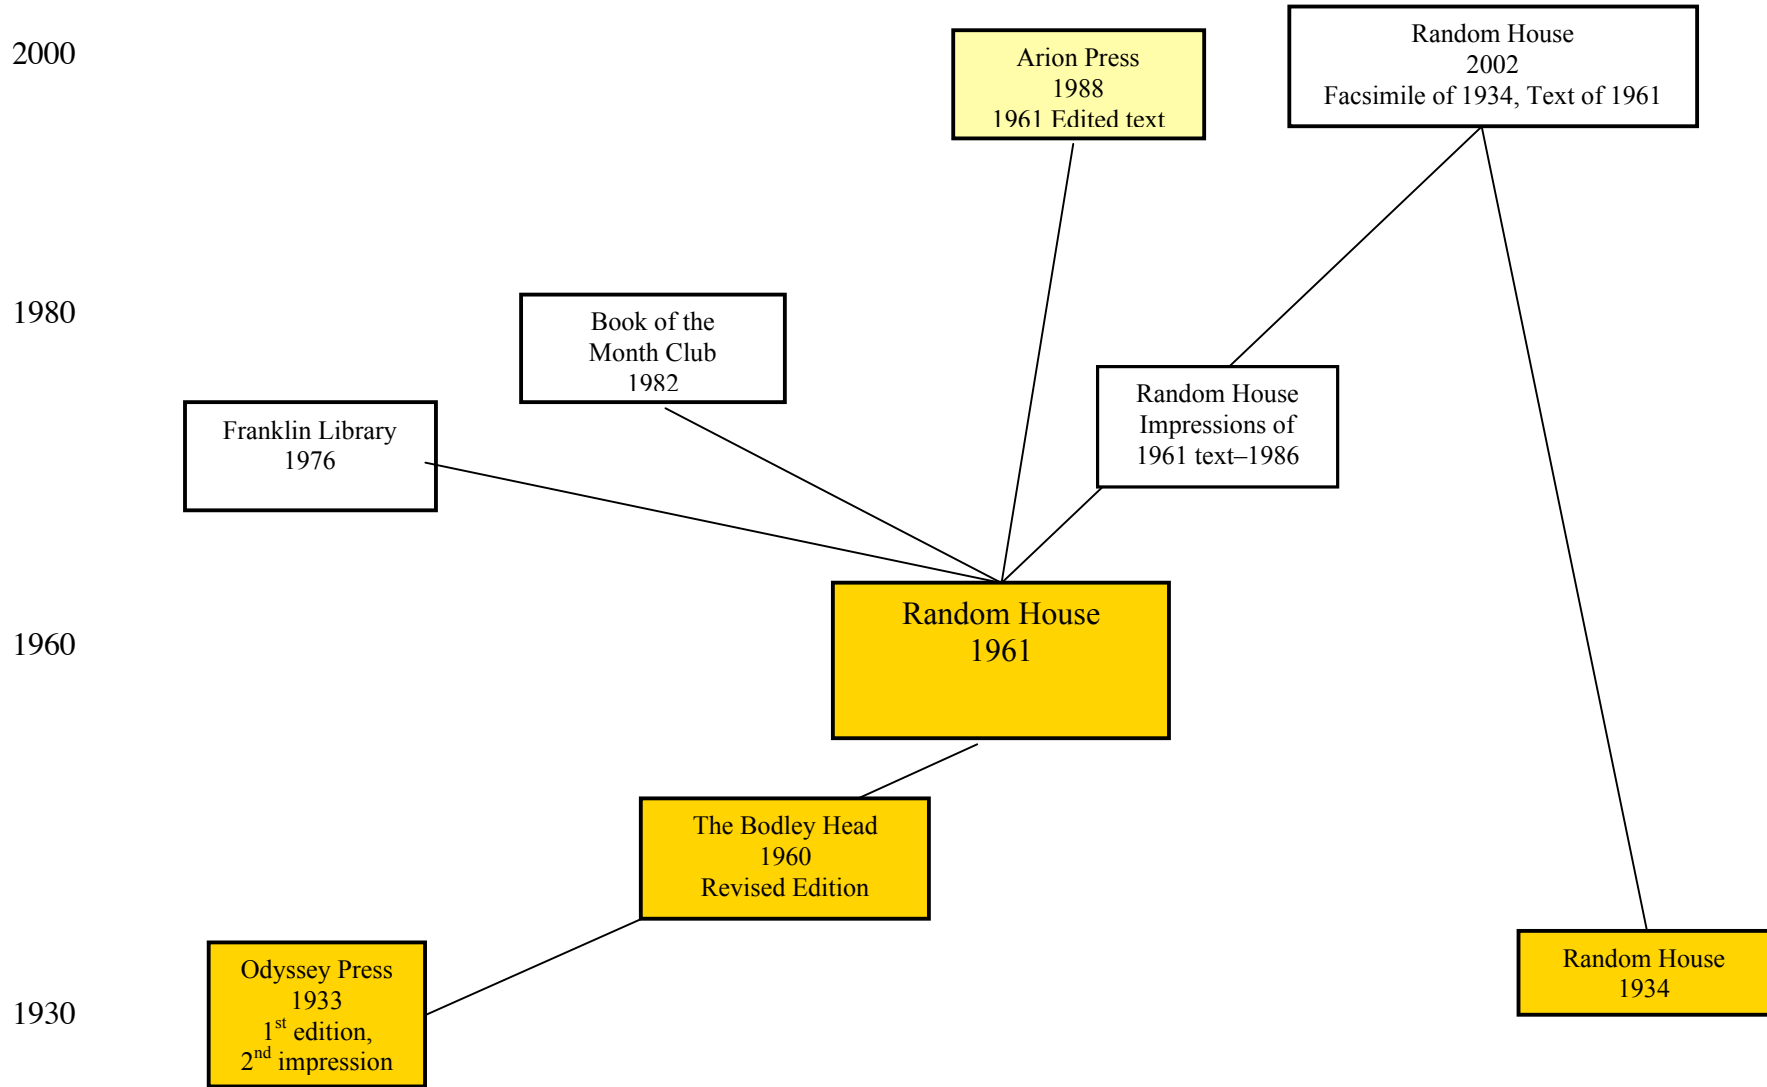 2000
Arion Press
1988
1961 Edited text
Random House
2002
Facsimile of 1934, Text of 1961
1980
Book of the
Month Club
1982
Random House
Impressions of
1961 text–1986
Franklin Library
1976
1960
Random House
1961
The Bodley Head
1960
Revised Edition
1930
Odyssey Press
1933
1st edition,
2nd impression
Random House
1934